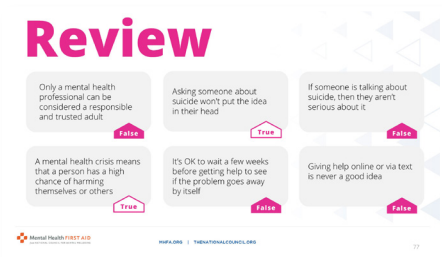 Review
Only a mental health
professional can be
considered a responsible
and trusted adult
False
Asking someone about
suicide won't put the idea
in their head
True
If someone is talking about
suicide, then they aren't
serious about it
False
A mental health crisis means
that a person has a high
chance of harming
themselves or others
True
It's OK to wait a few weeks
before getting help to see
if the problem goes away
by itself
False
Giving help online or via text
is never a good idea
False
Mental Health FIRST AID
MHFA.ORG | THENATIONALCOUNCIL.ORG